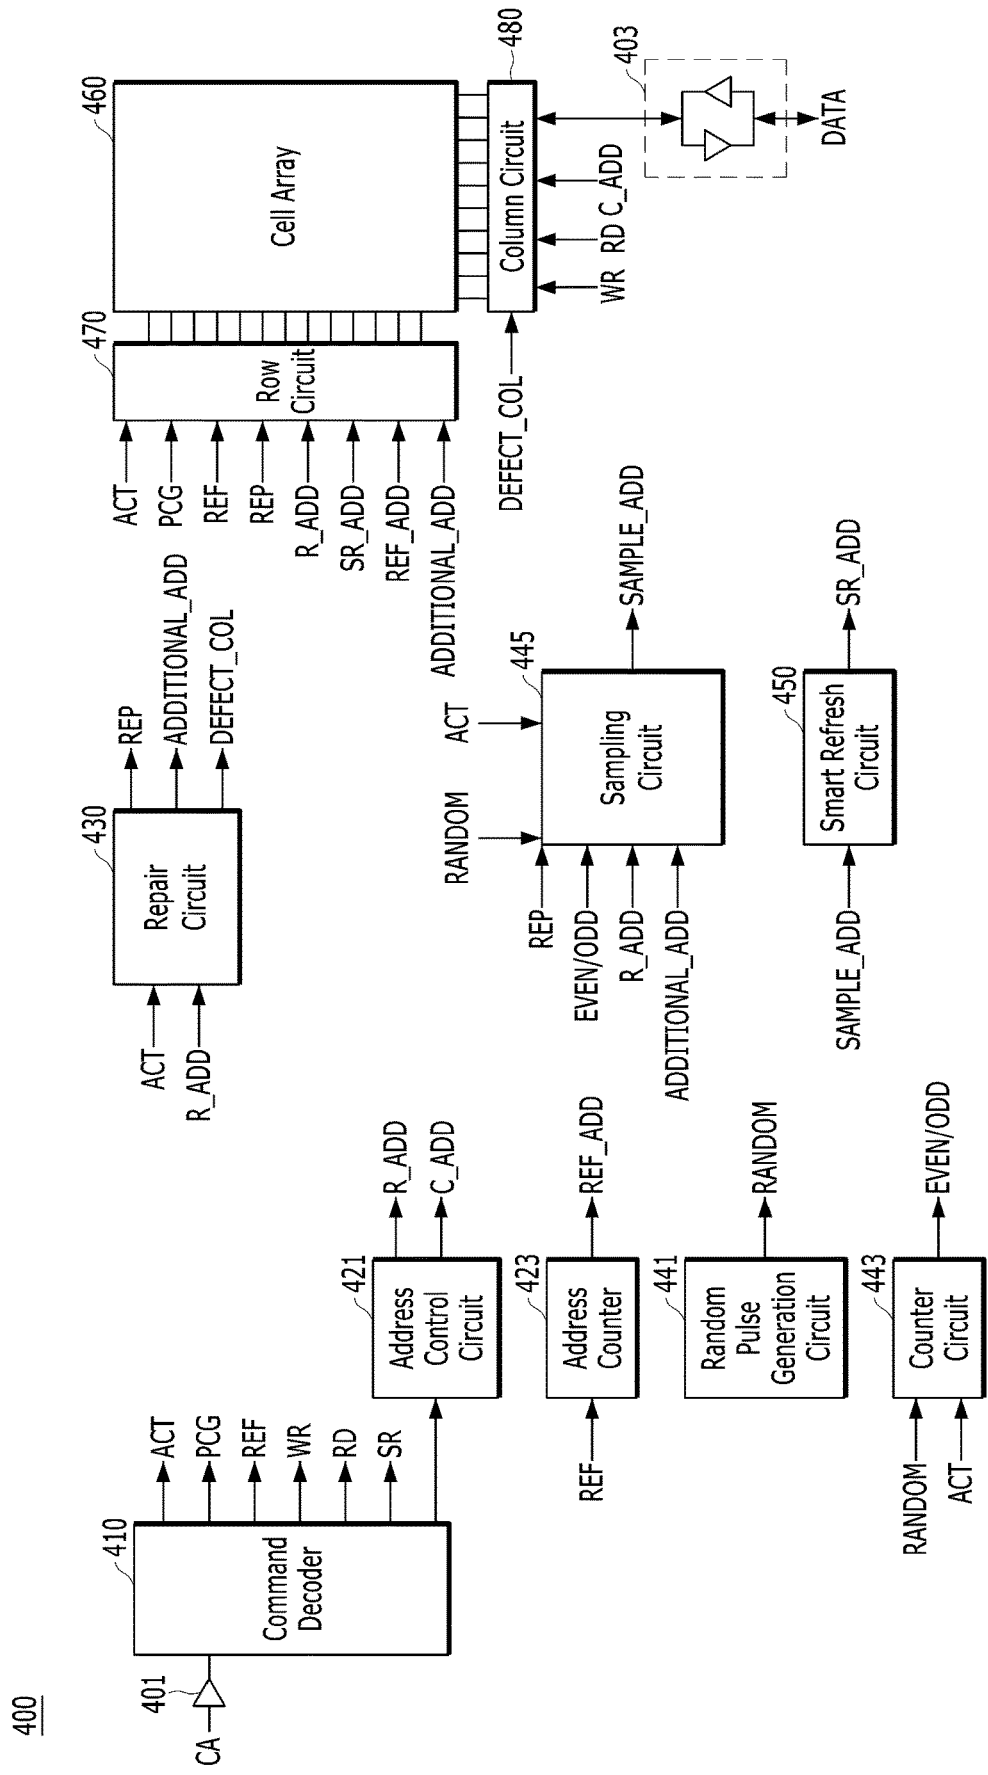 400
CA
401
410
Command
Decoder
ACT
PCG
REF
WR
RD
SR
421
Address
Control
Circuit
R_ADD
C_ADD
REF
423
Address
Counter
REF_ADD
441
Random
Pulse
Generation
Circuit
RANDOM
RANDOM
ACT
443
Counter
Circuit
EVEN/ODD
ACT
R_ADD
430
Repair
Circuit
REP
ADDITIONAL_ADD
DEFECT_COL
RANDOM
ACT
REP
EVEN/ODD
R_ADD
ADDITIONAL_ADD
445
Sampling
Circuit
SAMPLE_ADD
SAMPLE_ADD
450
Smart Refresh
Circuit
SR_ADD
ACT
PCG
REF
REP
R_ADD
SR_ADD
REF_ADD
ADDITIONAL_ADD
470
Row
Circuit
460
Cell Array
DEFECT_COL
480
Column Circuit
WR
RD
C_ADD
403
DATA